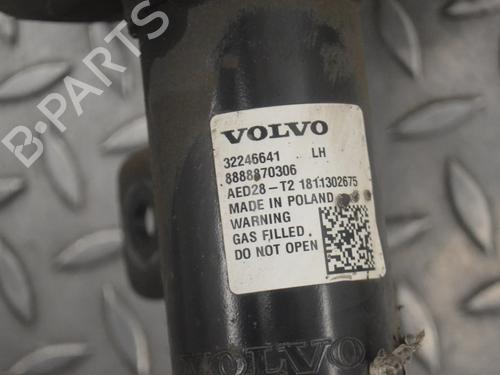 B-PARTS
VOLVO
32246641 LH
8888870306
AED28-T2 1811302675
MADE IN POLAND
WARNING
GAS FILLED.
DO NOT OPEN
VOLVO